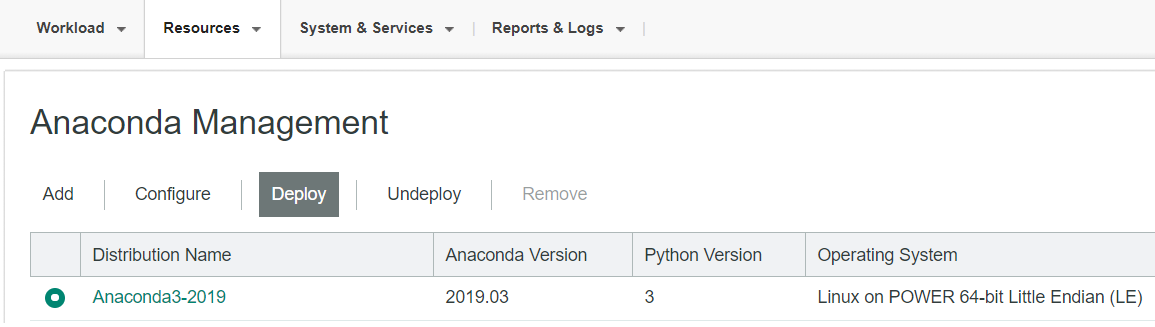 Workload Resources System & Services Reports & Logs
Anaconda Management
Add Configure Deploy Undeploy Remove
Distribution Name Anaconda Version Python Version Operating System
Anaconda3-2019 2019.03 3 Linux on POWER 64-bit Little Endian (LE)